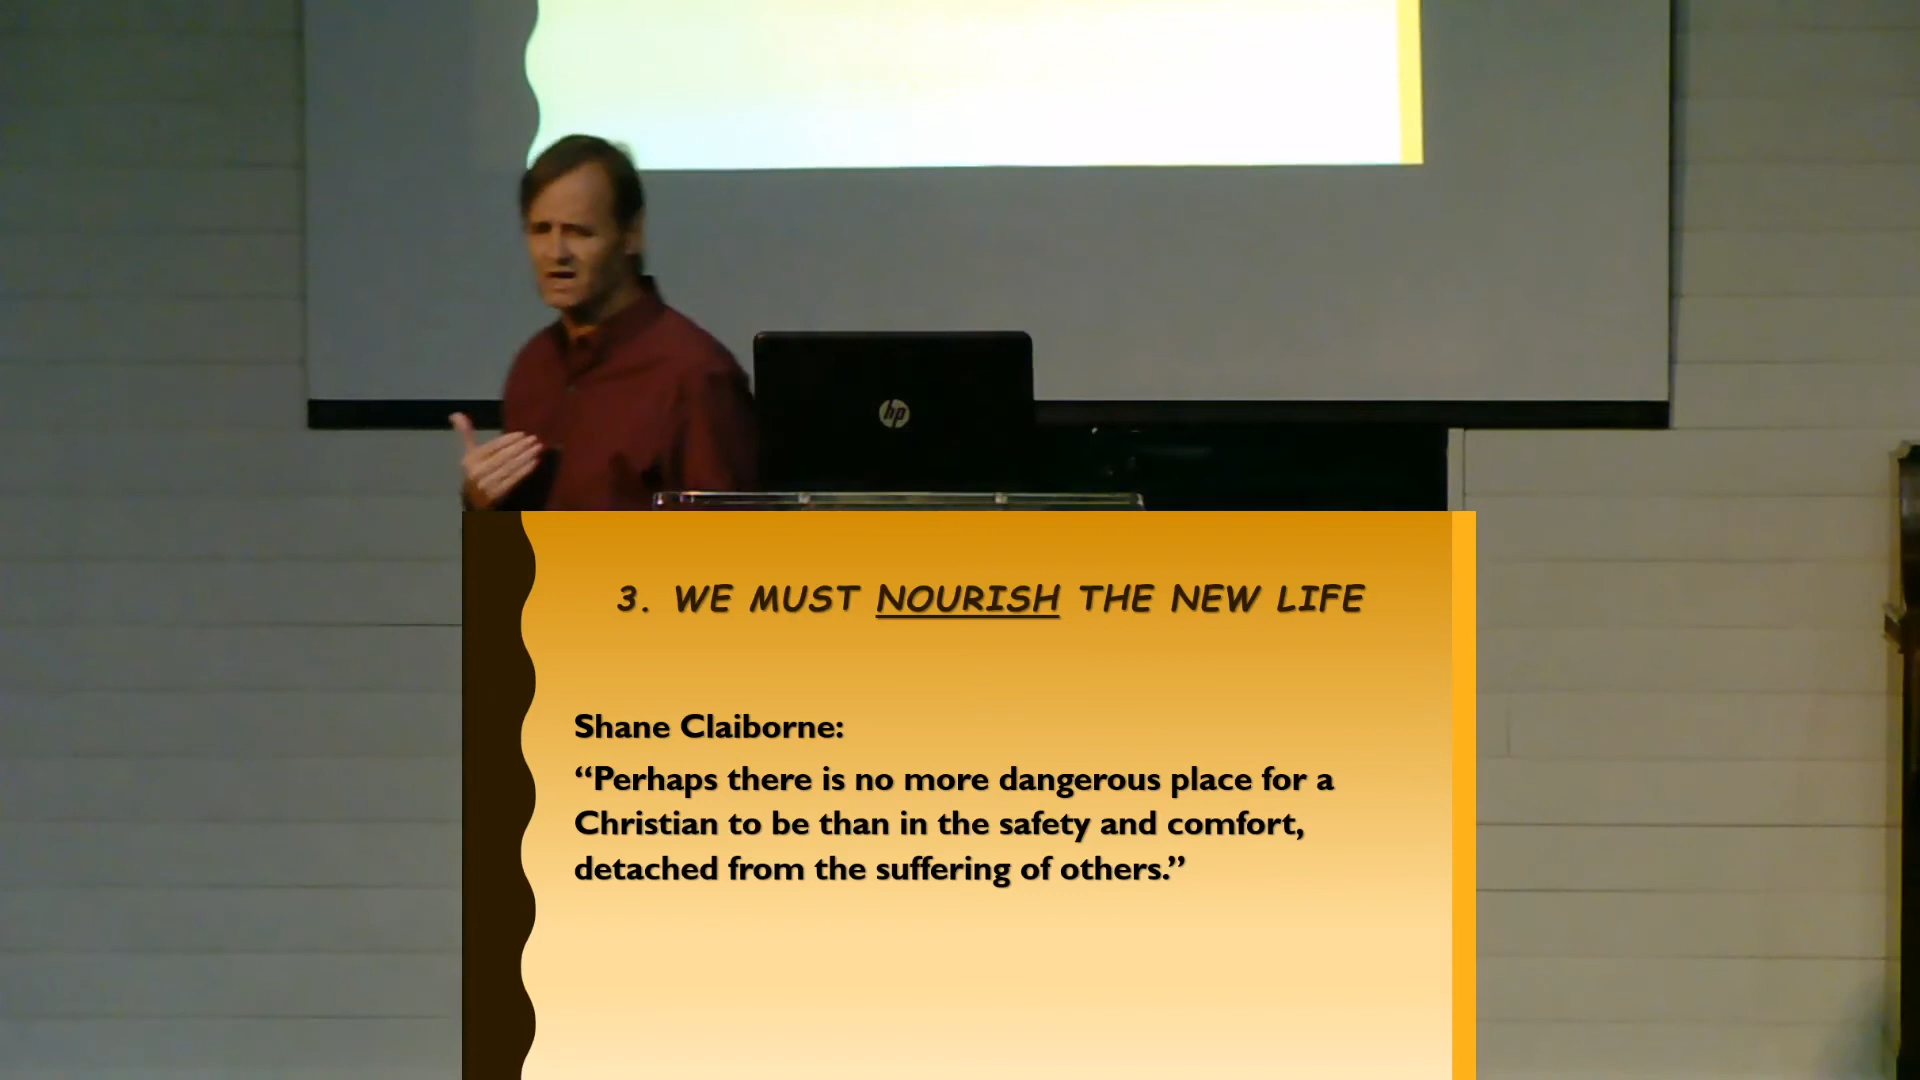 hp
3. WE MUST NOURISH THE NEW LIFE
Shane Claiborne:
“Perhaps there is no more dangerous place for a
Christian to be than in the safety and comfort,
detached from the suffering of others.”